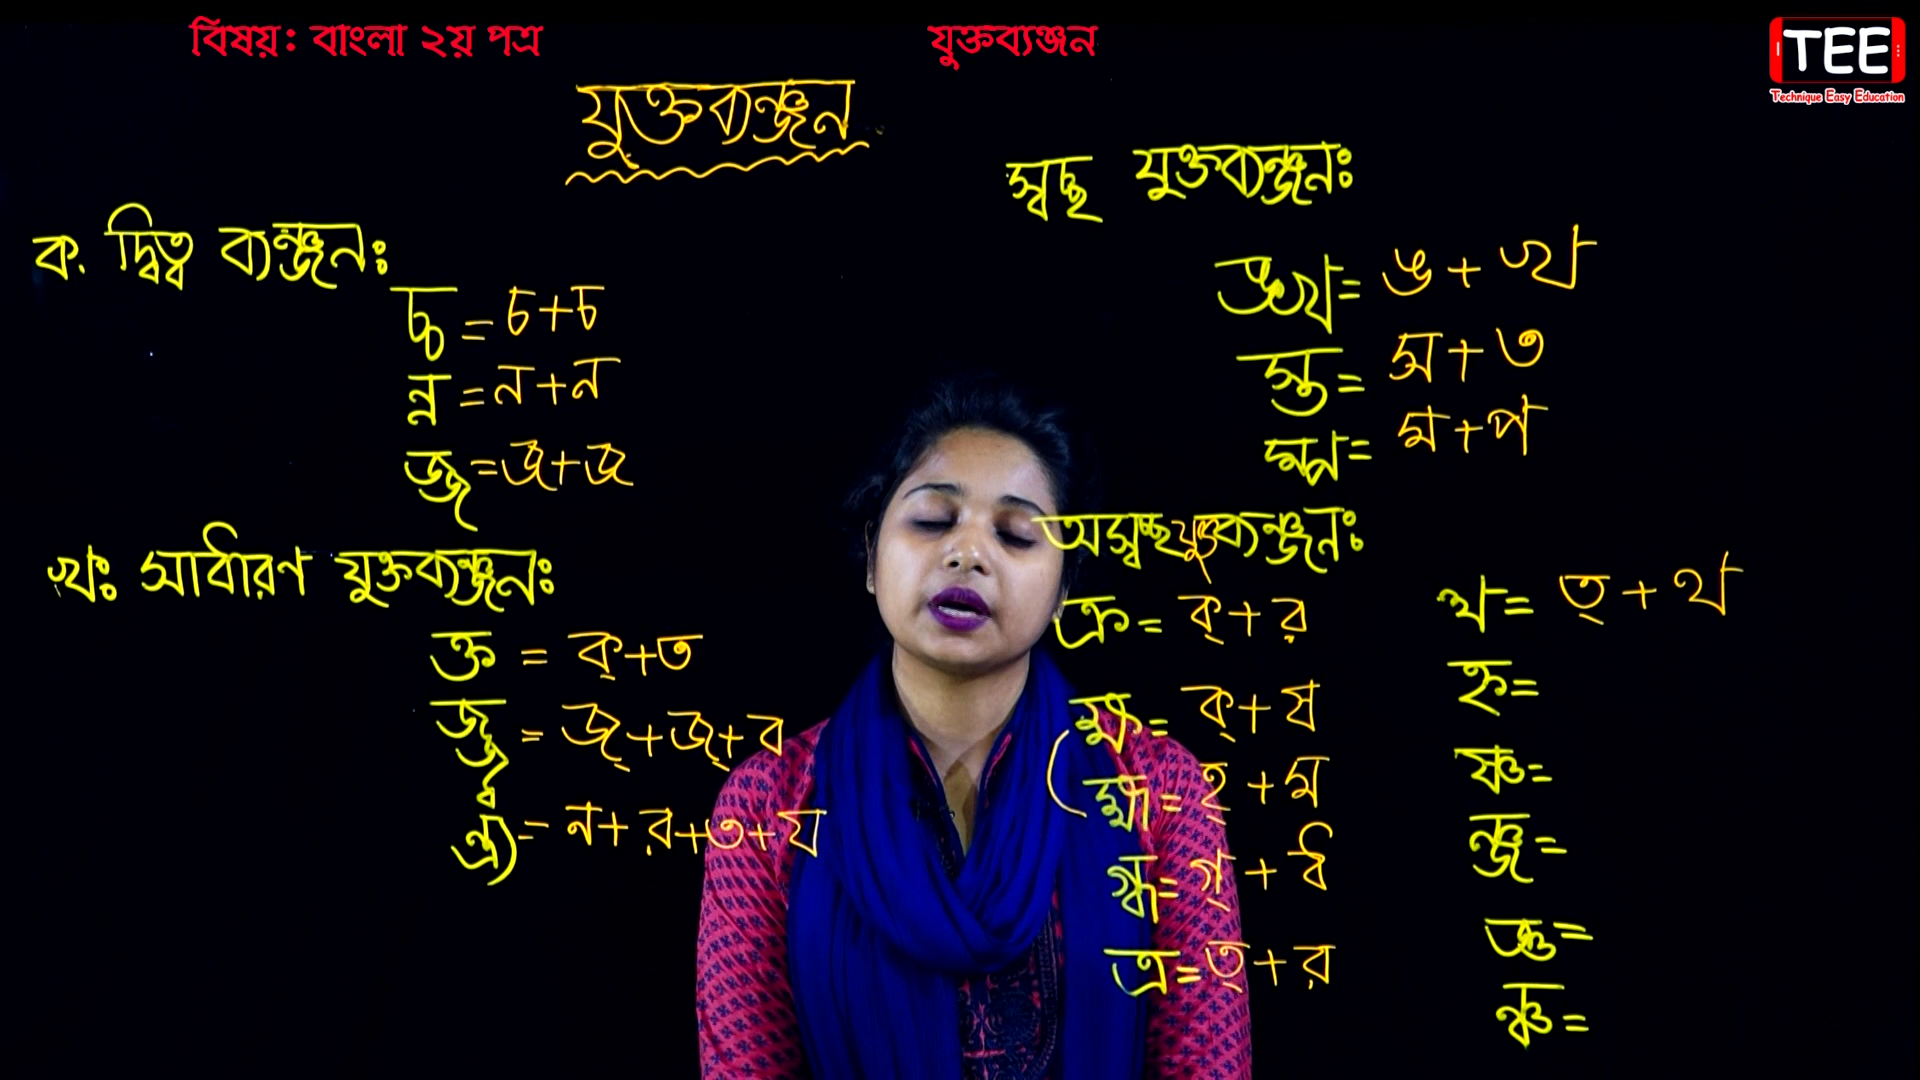 বিষয়: বাংলা ২য় পত্র
যুক্তব্যঞ্জন
TEE
Technique Easy Education
যুক্তব্যঞ্জন
ক. দ্বিত্ব ব্যঞ্জনঃ
চ্চ = চ+চ
ন্ন = ন+ন
জ্জ = জ+জ
খঃ সাধারণ যুক্তব্যঞ্জনঃ
ক্ত = ক্+ত
জ্জ্ব = জ্+জ্+ব
ন+র+ত+য
স্বচ্ছ যুক্তব্যঞ্জনঃ
ঙখ= ঙ+খ
স্ত= স+ত
ম্প= ম+প
অস্বচ্ছ যুক্তব্যঞ্জনঃ
ক্র= ক্+র
ক্ষ= ক্+ষ
হ্ম= হ্+ম
গ্ধ= গ্+ধ
ত্র= ত্+র
ত্থ= ত্+থ
হ্ন=
ষ্ণ=
ঞ্জ=
জ্ঞ=
ঞ্চ=